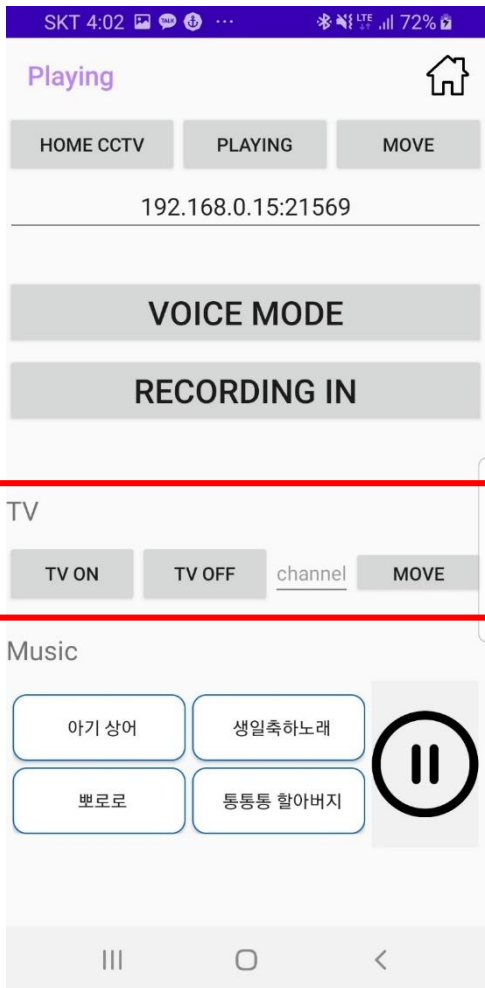 SKT 4:02 TALK ... LTE 72%
Playing
HOME CCTV PLAYING MOVE
192.168.0.15:21569
VOICE MODE
RECORDING IN
TV
TV ON TV OFF channel MOVE
Music
아기 상어 생일축하노래
뽀로로 통통통 할아버지